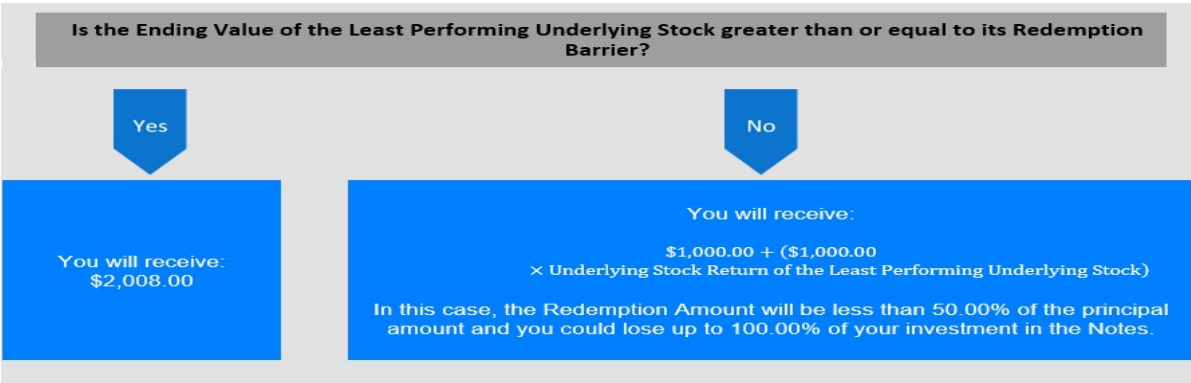 Is the Ending Value of the Least Performing Underlying Stock greater than or equal to its Redemption
Barrier?
Yes
No
You will receive:
$2,008.00
You will receive:
$1,000.00 + ($1,000.00
× Underlying Stock Return of the Least Performing Underlying Stock)
In this case, the Redemption Amount will be less than 50.00% of the principal
amount and you could lose up to 100.00% of your investment in the Notes.